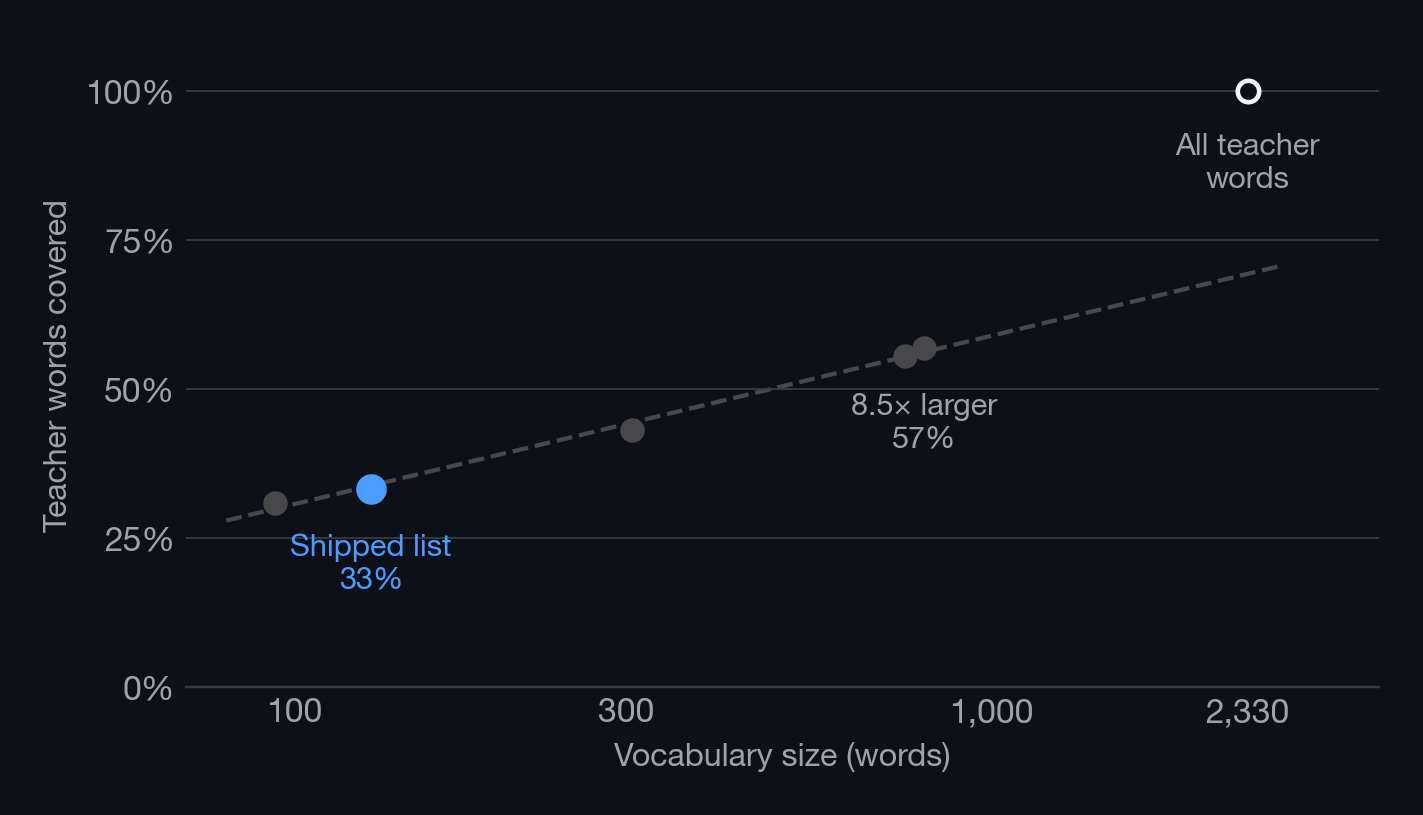 100%
All teacher
words
75%
Teacher words covered
50%
8.5× larger
57%
25%
Shipped list
33%
0%
100
300
1,000
2,330
Vocabulary size (words)